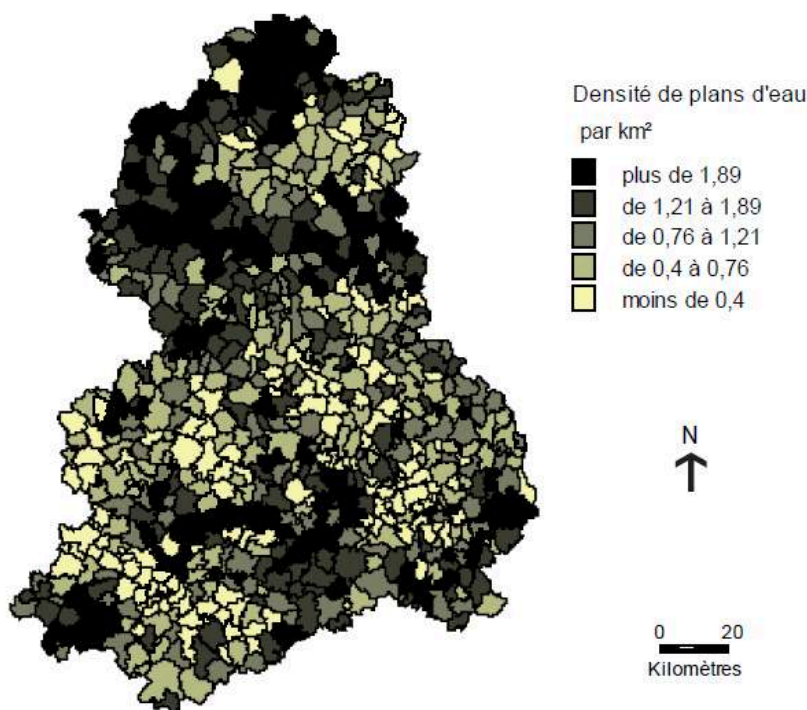 Densité de plans d'eau
par km²
plus de 1,89
de 1,21 à 1,89
de 0,76 à 1,21
de 0,4 à 0,76
moins de 0,4
N
0 20
Kilomètres